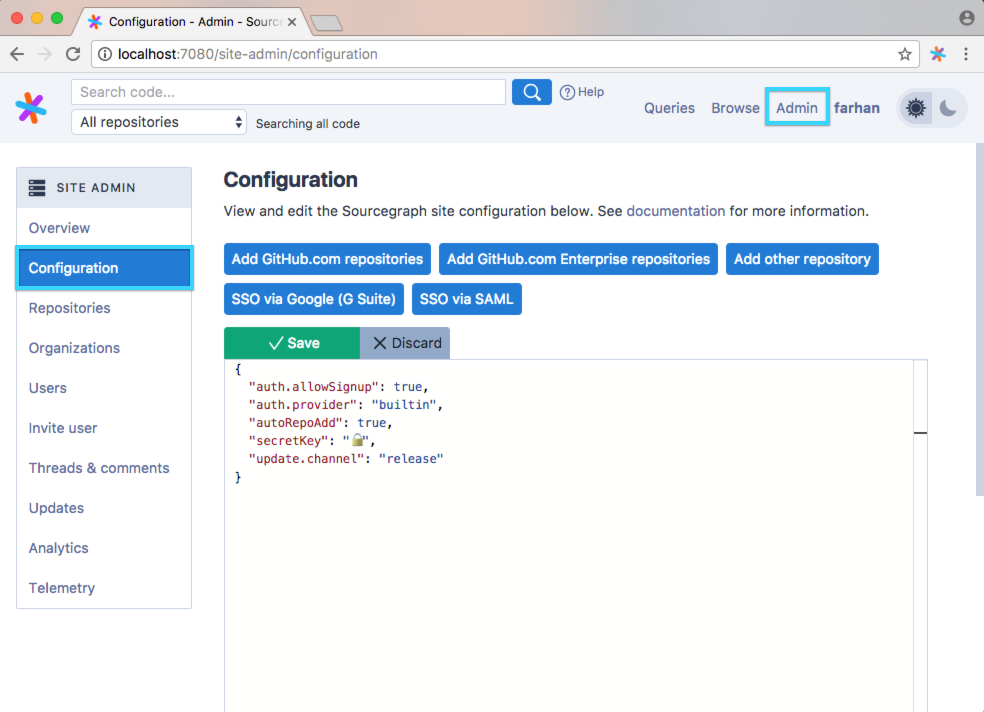 Configuration - Admin - Sourc
localhost:7080/site-admin/configuration
Search code...
Help
All repositories
Searching all code
Queries Browse Admin farhan
SITE ADMIN
Overview
Configuration
Repositories
Organizations
Users
Invite user
Threads & comments
Updates
Analytics
Telemetry
Configuration
View and edit the Sourcegraph site configuration below. See documentation for more information.
Add GitHub.com repositories Add GitHub.com Enterprise repositories Add other repository
SSO via Google (G Suite) SSO via SAML
Save Discard
{
"auth.allowSignup": true,
"auth.provider": "builtin",
"autoRepoAdd": true,
"secretKey": "🔒",
"update.channel": "release"
}